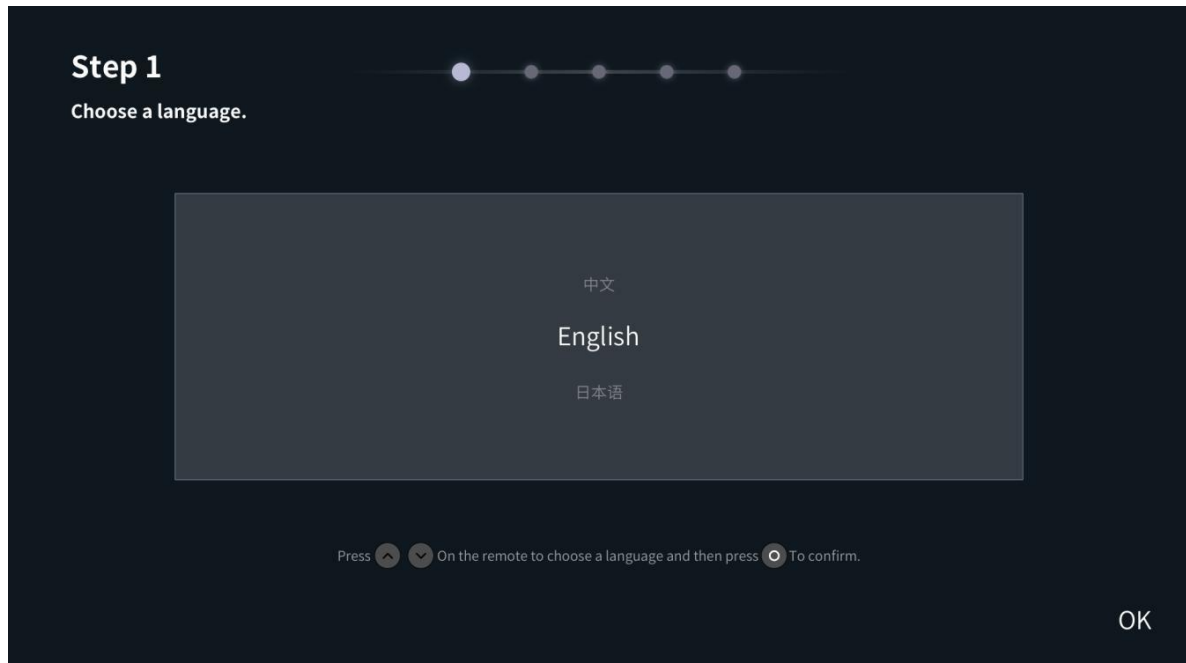 Step 1
Choose a language.
中文
English
日本语
Press On the remote to choose a language and then press To confirm.
OK